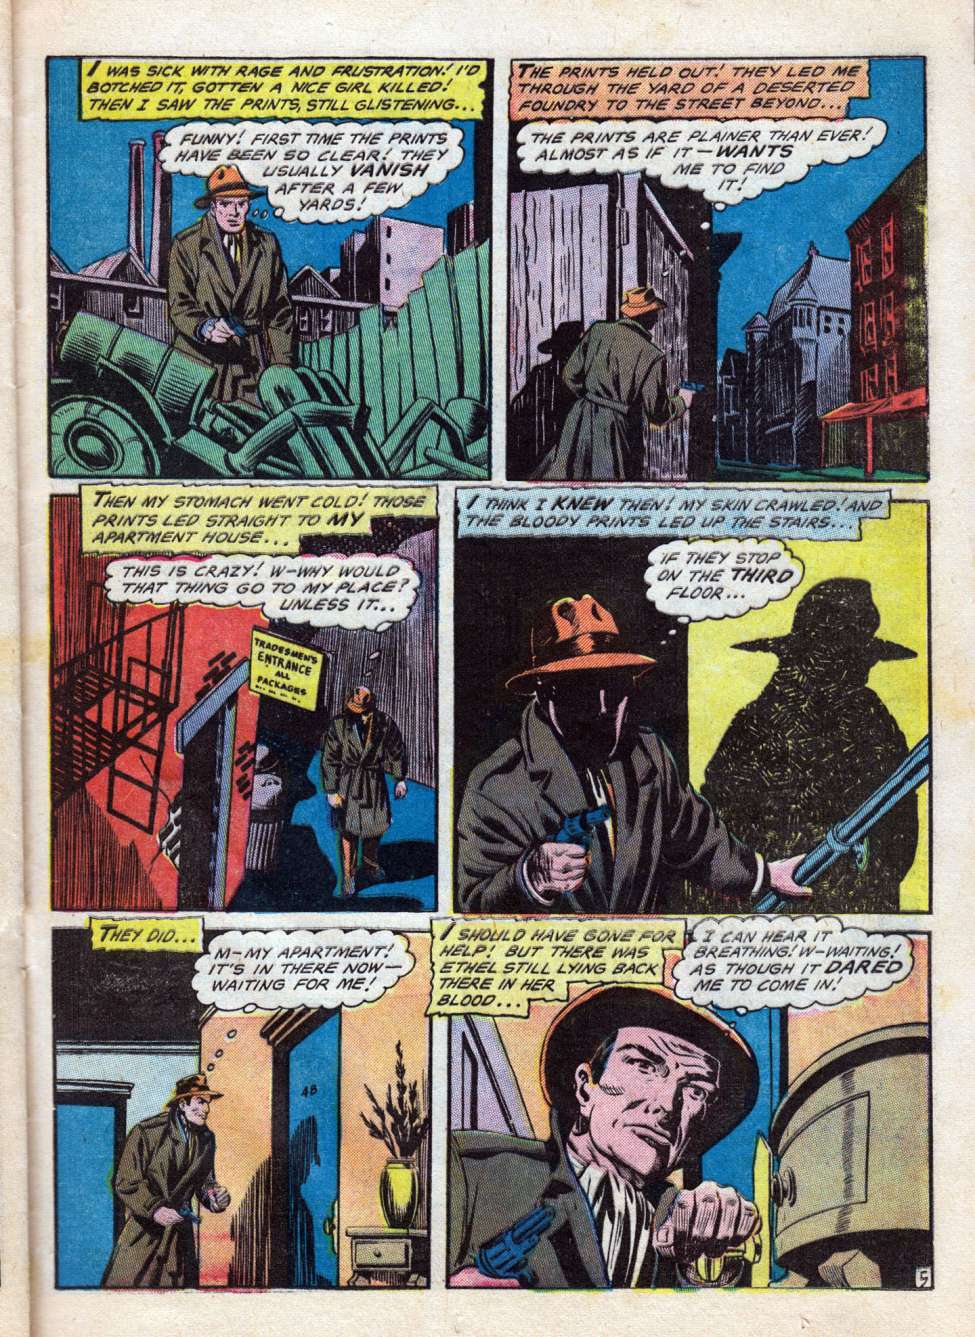 I WAS SICK WITH RAGE AND FRUSTRATION! I'D
BOTCHED IT, GOTTEN A NICE GIRL KILLED!
THEN I SAW THE PRINTS, STILL GLISTENING...
FUNNY! FIRST TIME THE PRINTS
HAVE BEEN SO CLEAR! THEY
USUALLY VANISH
AFTER A FEW
YARDS!
THE PRINTS HELD OUT! THEY LED ME
THROUGH THE YARD OF A DESERTED
FOUNDRY TO THE STREET BEYOND...
THE PRINTS ARE PLAINER THAN EVER!
ALMOST AS IF IT—WANTS
ME TO FIND
IT!
THEN MY STOMACH WENT COLD! THOSE
PRINTS LED STRAIGHT TO MY
APARTMENT HOUSE...
THIS IS CRAZY! W-WHY WOULD
THAT THING GO TO MY PLACE?
UNLESS IT...
TRADESMEN'S
ENTRANCE
ALL
PACKAGES
I THINK I KNEW THEN! MY SKIN CRAWLED! AND
THE BLOODY PRINTS LED UP THE STAIRS...
IF THEY STOP
ON THE THIRD
FLOOR...
THEY DID...
M-MY APARTMENT!
IT'S IN THERE NOW—
WAITING FOR ME!
4B
I SHOULD HAVE GONE FOR
HELP! BUT THERE WAS
ETHEL STILL LYING BACK
THERE IN HER
BLOOD...
I CAN HEAR IT
BREATHING! W-WAITING!
AS THOUGH IT DARED
ME TO COME IN!
5